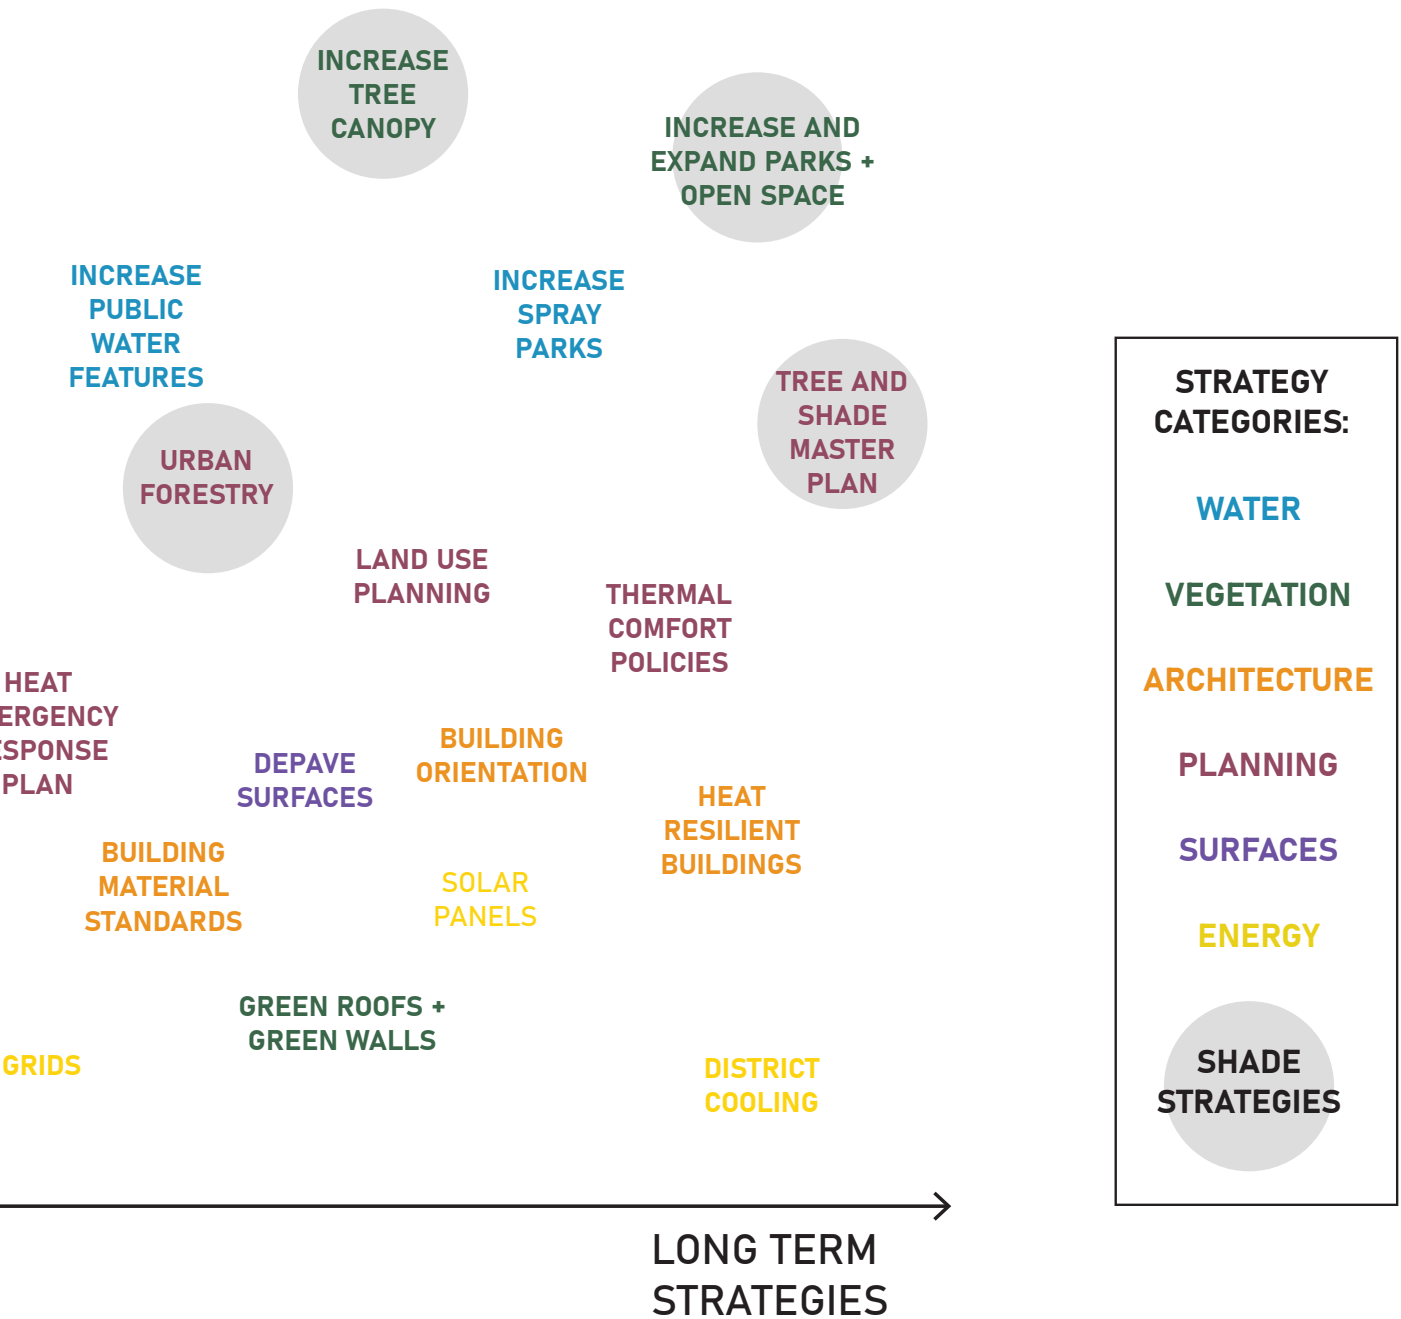 INCREASE
TREE
CANOPY
INCREASE AND
EXPAND PARKS +
OPEN SPACE
INCREASE
PUBLIC
WATER
FEATURES
INCREASE
SPRAY
PARKS
TREE AND
SHADE
MASTER
PLAN
URBAN
FORESTRY
LAND USE
PLANNING
THERMAL
COMFORT
POLICIES
HEAT
ERGENCY
SPONSE
PLAN
DEPAVE
SURFACES
BUILDING
ORIENTATION
HEAT
RESILIENT
BUILDINGS
BUILDING
MATERIAL
STANDARDS
SOLAR
PANELS
GREEN ROOFS +
GREEN WALLS
GRIDS
DISTRICT
COOLING
LONG TERM
STRATEGIES
STRATEGY
CATEGORIES:
WATER
VEGETATION
ARCHITECTURE
PLANNING
SURFACES
ENERGY
SHADE
STRATEGIES